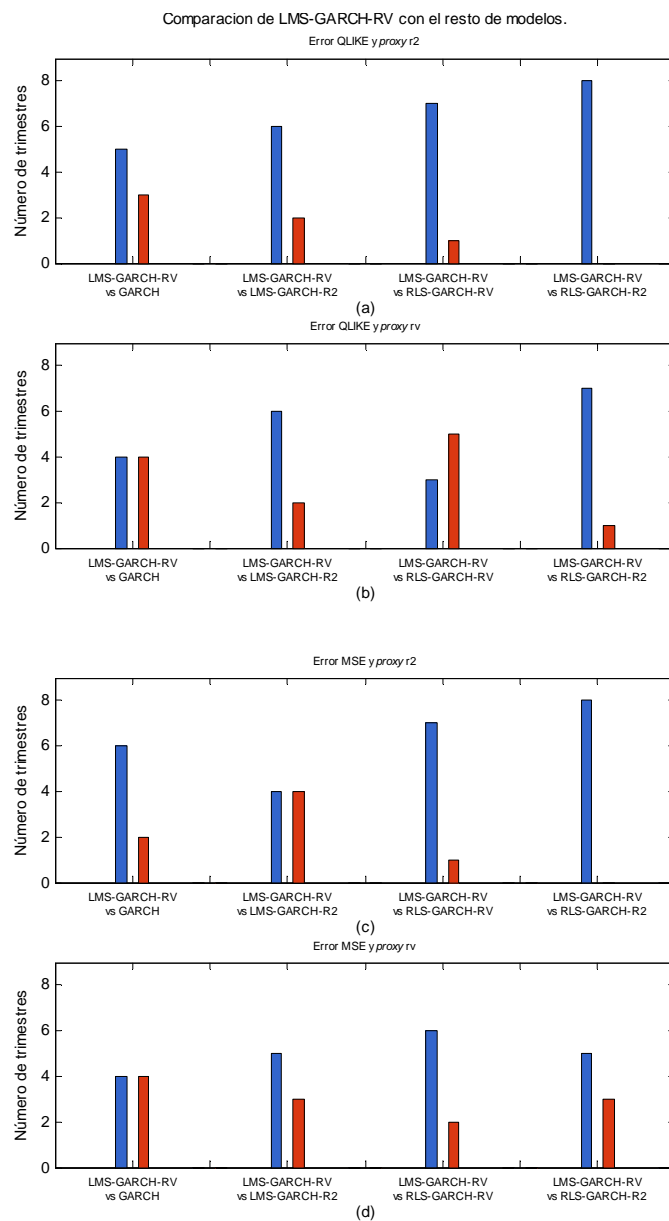 Comparacion de LMS-GARCH-RV con el resto de modelos.
Error QLIKE y proxy r2
Número de trimestres
8
6
4
2
0
LMS-GARCH-RV
vs GARCH
LMS-GARCH-RV
vs LMS-GARCH-R2
LMS-GARCH-RV
vs RLS-GARCH-RV
LMS-GARCH-RV
vs RLS-GARCH-R2
(a)
Error QLIKE y proxy rv
Número de trimestres
8
6
4
2
0
LMS-GARCH-RV
vs GARCH
LMS-GARCH-RV
vs LMS-GARCH-R2
LMS-GARCH-RV
vs RLS-GARCH-RV
LMS-GARCH-RV
vs RLS-GARCH-R2
(b)
Error MSE y proxy r2
Número de trimestres
8
6
4
2
0
LMS-GARCH-RV
vs GARCH
LMS-GARCH-RV
vs LMS-GARCH-R2
LMS-GARCH-RV
vs RLS-GARCH-RV
LMS-GARCH-RV
vs RLS-GARCH-R2
(c)
Error MSE y proxy rv
Número de trimestres
8
6
4
2
0
LMS-GARCH-RV
vs GARCH
LMS-GARCH-RV
vs LMS-GARCH-R2
LMS-GARCH-RV
vs RLS-GARCH-RV
LMS-GARCH-RV
vs RLS-GARCH-R2
(d)